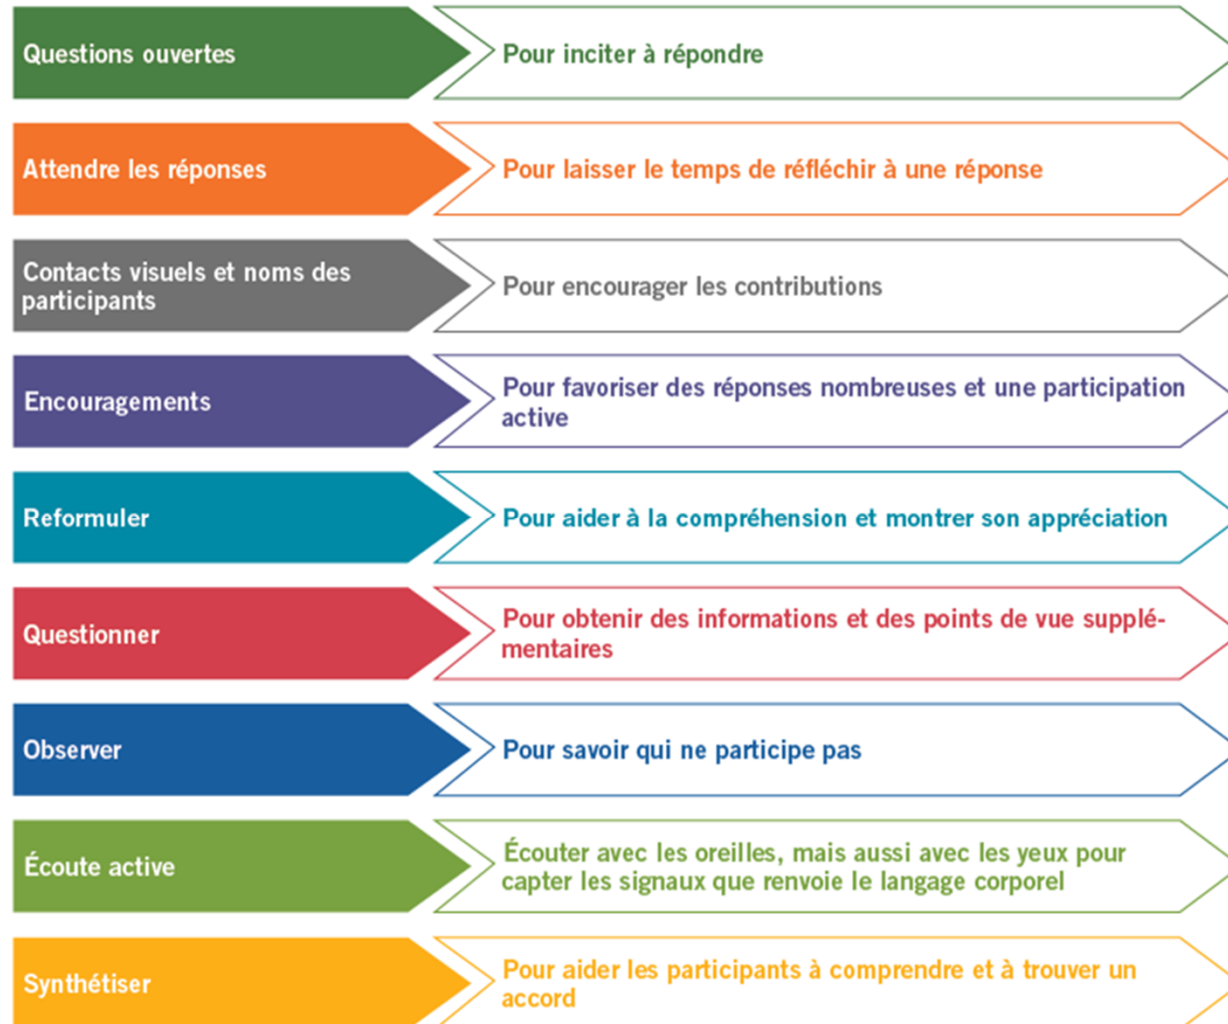 Questions ouvertes
Pour inciter à répondre
Attendre les réponses
Pour laisser le temps de réfléchir à une réponse
Contacts visuels et noms des
participants
Pour encourager les contributions
Encouragements
Pour favoriser des réponses nombreuses et une participation
active
Reformuler
Pour aider à la compréhension et montrer son appréciation
Questionner
Pour obtenir des informations et des points de vue supplé-
mentaires
Observer
Pour savoir qui ne participe pas
Écoute active
Écouter avec les oreilles, mais aussi avec les yeux pour
capter les signaux que renvoie le langage corporel
Synthétiser
Pour aider les participants à comprendre et à trouver un
accord